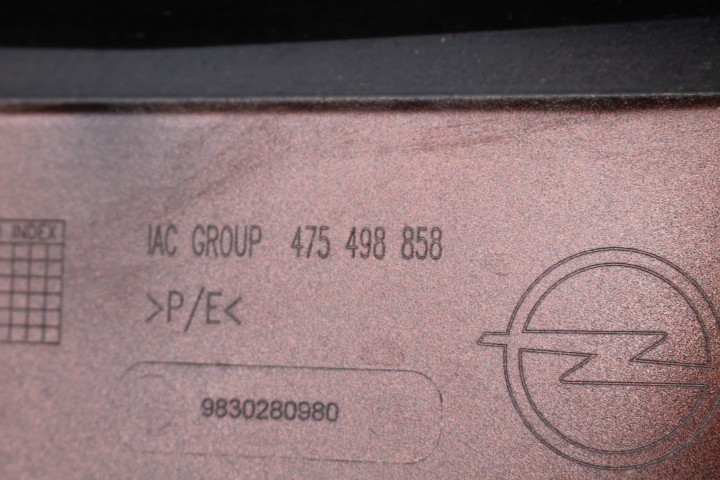 INDEX
IAC GROUP 475 498 858
>P/E<
9830280980